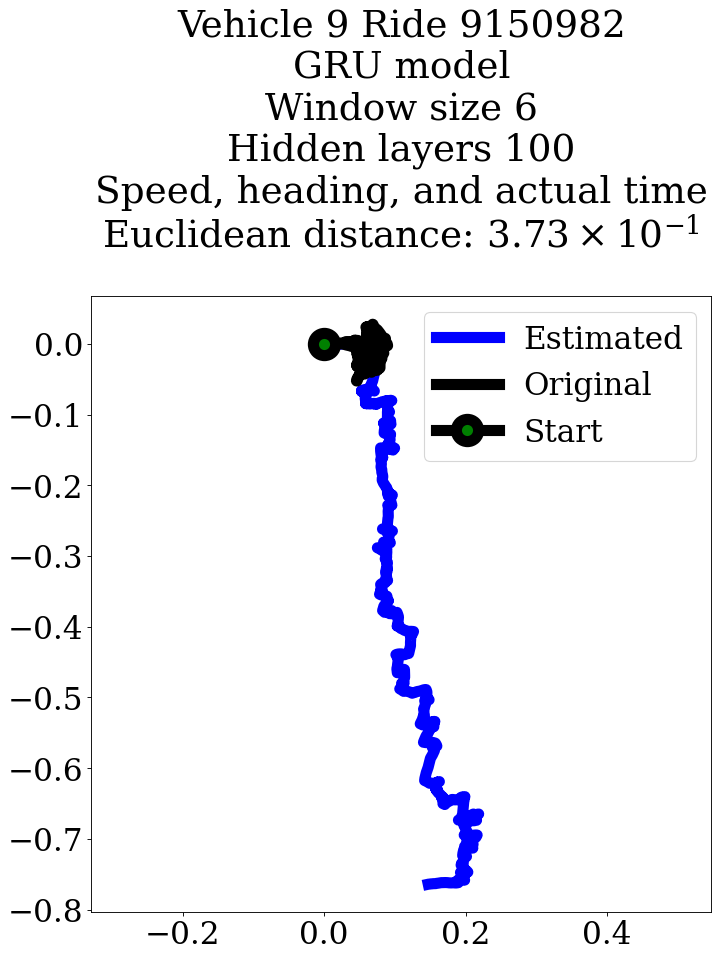 Vehicle 9 Ride 9150982
GRU model
Window size 6
Hidden layers 100
Speed, heading, and actual time
Euclidean distance: 3.73 × 10⁻¹
Estimated
Original
Start
0.0
−0.1
−0.2
−0.3
−0.4
−0.5
−0.6
−0.7
−0.8
−0.2 0.0 0.2 0.4